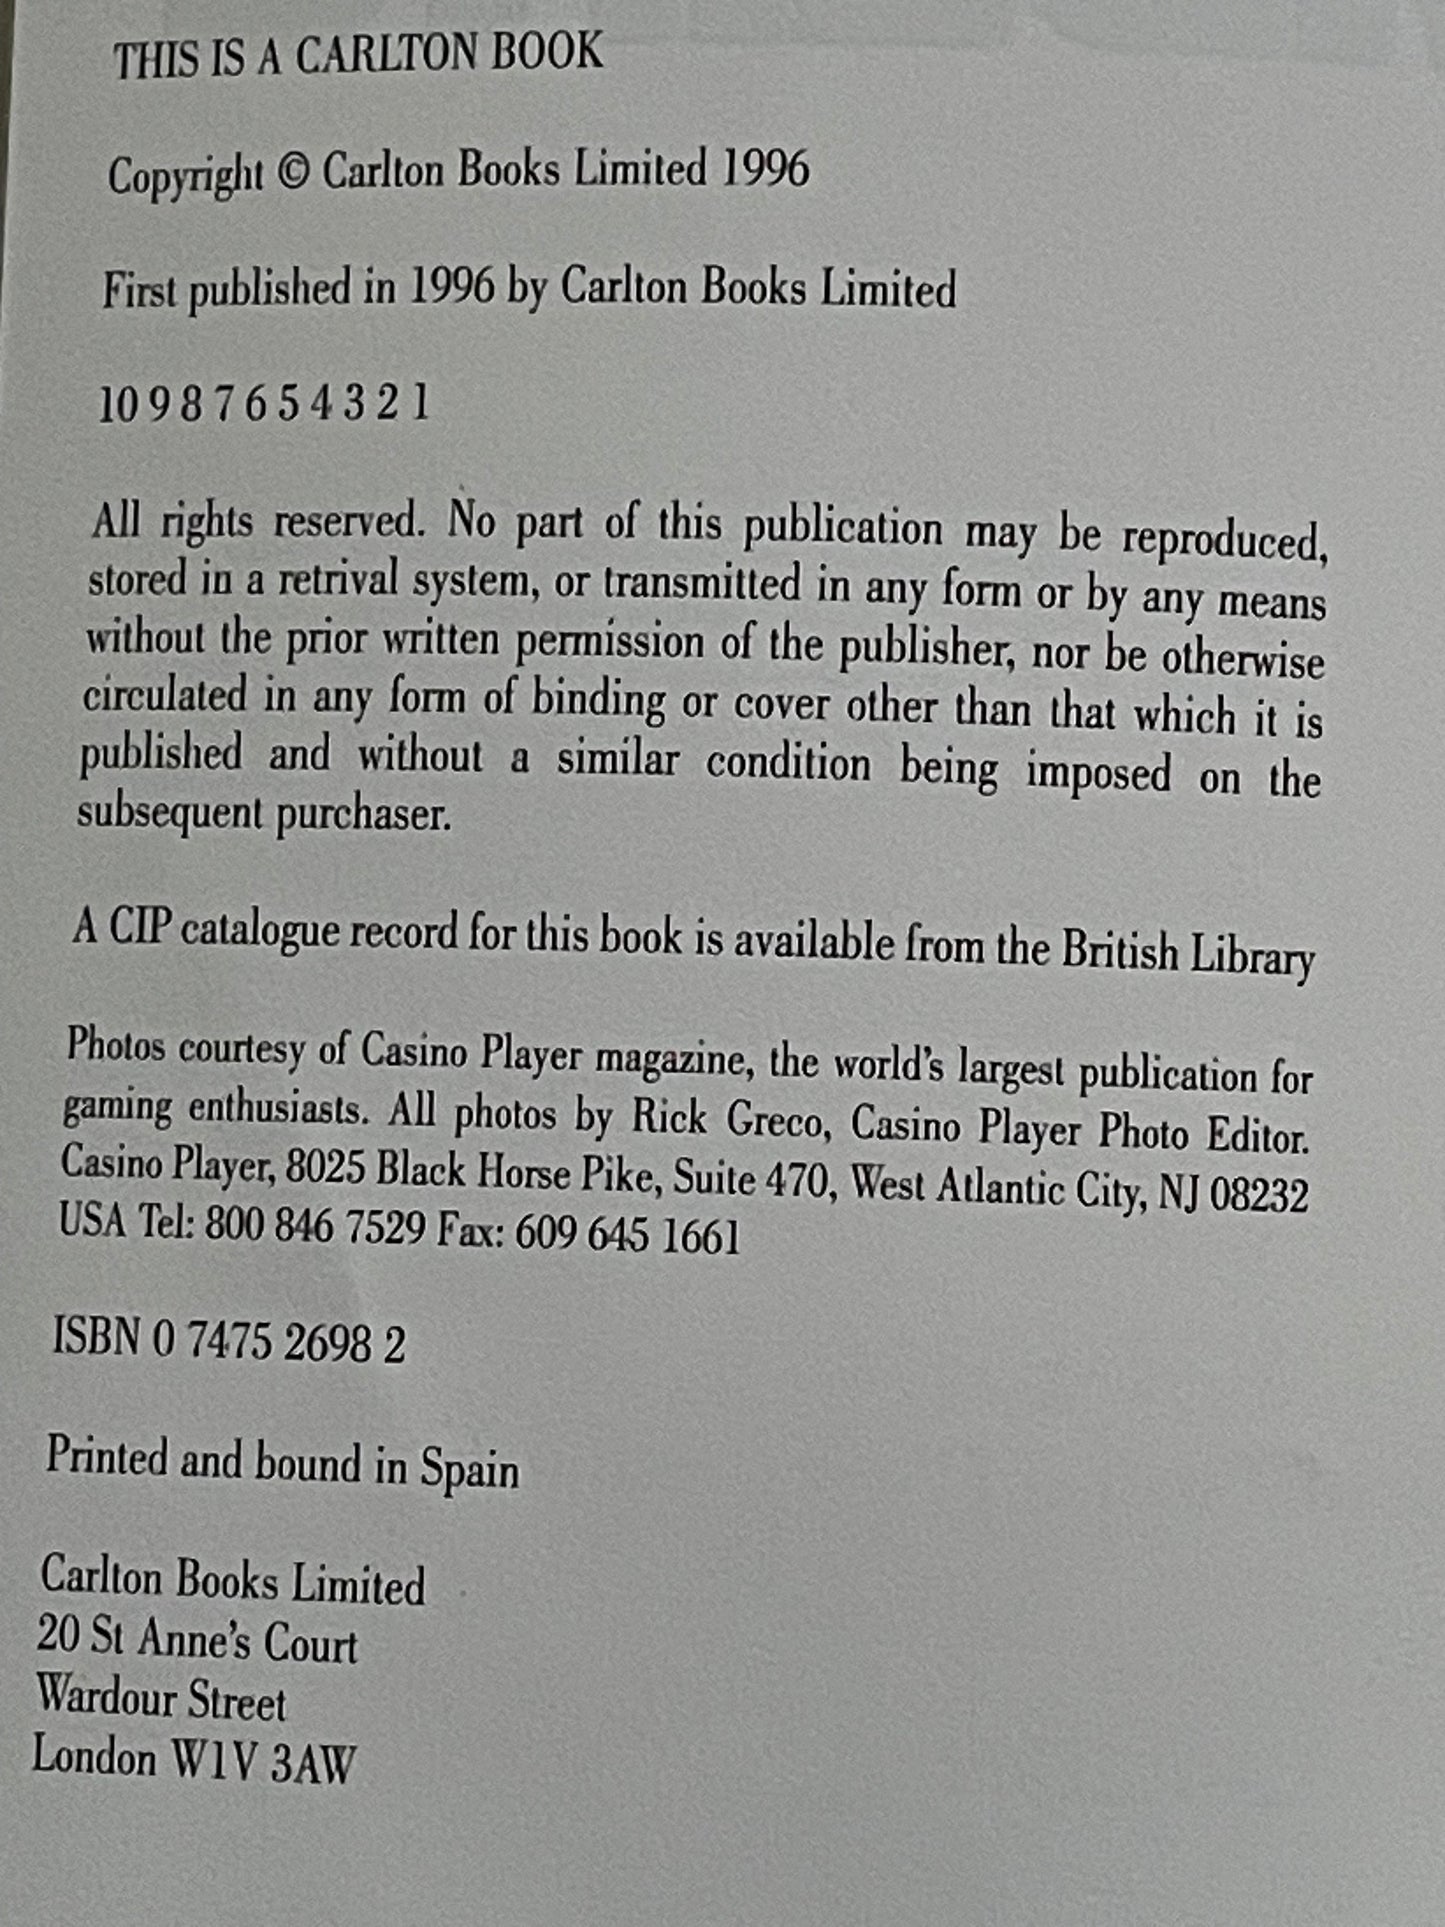 THIS IS A CARLTON BOOK
Copyright © Carlton Books Limited 1996
First published in 1996 by Carlton Books Limited
10 9 8 7 6 5 4 3 2 1
All rights reserved. No part of this publication may be reproduced,
stored in a retrival system, or transmitted in any form or by any means
without the prior written permission of the publisher, nor be otherwise
circulated in any form of binding or cover other than that which it is
published and without a similar condition being imposed on the
subsequent purchaser.
A CIP catalogue record for this book is available from the British Library
Photos courtesy of Casino Player magazine, the world's largest publication for
gaming enthusiasts. All photos by Rick Greco, Casino Player Photo Editor.
Casino Player, 8025 Black Horse Pike, Suite 470, West Atlantic City, NJ 08232
USA Tel: 800 846 7529 Fax: 609 645 1661
ISBN 0 7475 2698 2
Printed and bound in Spain
Carlton Books Limited
20 St Anne's Court
Wardour Street
London W1V 3AW